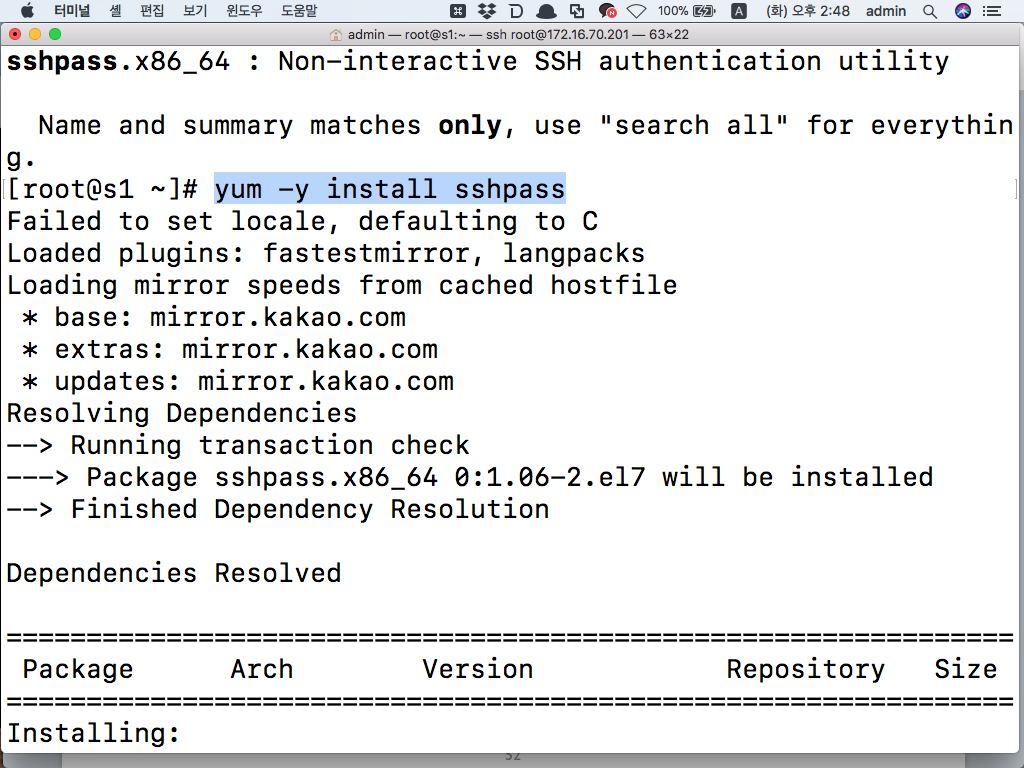 터미널 셸 편집 보기 윈도우 도움말 100% A (화) 오후 2:48 admin
admin — root@s1:~ — ssh root@172.16.70.201 — 63×22
sshpass.x86_64 : Non-interactive SSH authentication utility
Name and summary matches only, use "search all" for everythin
g.
[root@s1 ~]# yum -y install sshpass
Failed to set locale, defaulting to C
Loaded plugins: fastestmirror, langpacks
Loading mirror speeds from cached hostfile
* base: mirror.kakao.com
* extras: mirror.kakao.com
* updates: mirror.kakao.com
Resolving Dependencies
--> Running transaction check
---> Package sshpass.x86_64 0:1.06-2.el7 will be installed
--> Finished Dependency Resolution
Dependencies Resolved
===============================================================
Package Arch Version Repository Size
===============================================================
Installing:
52